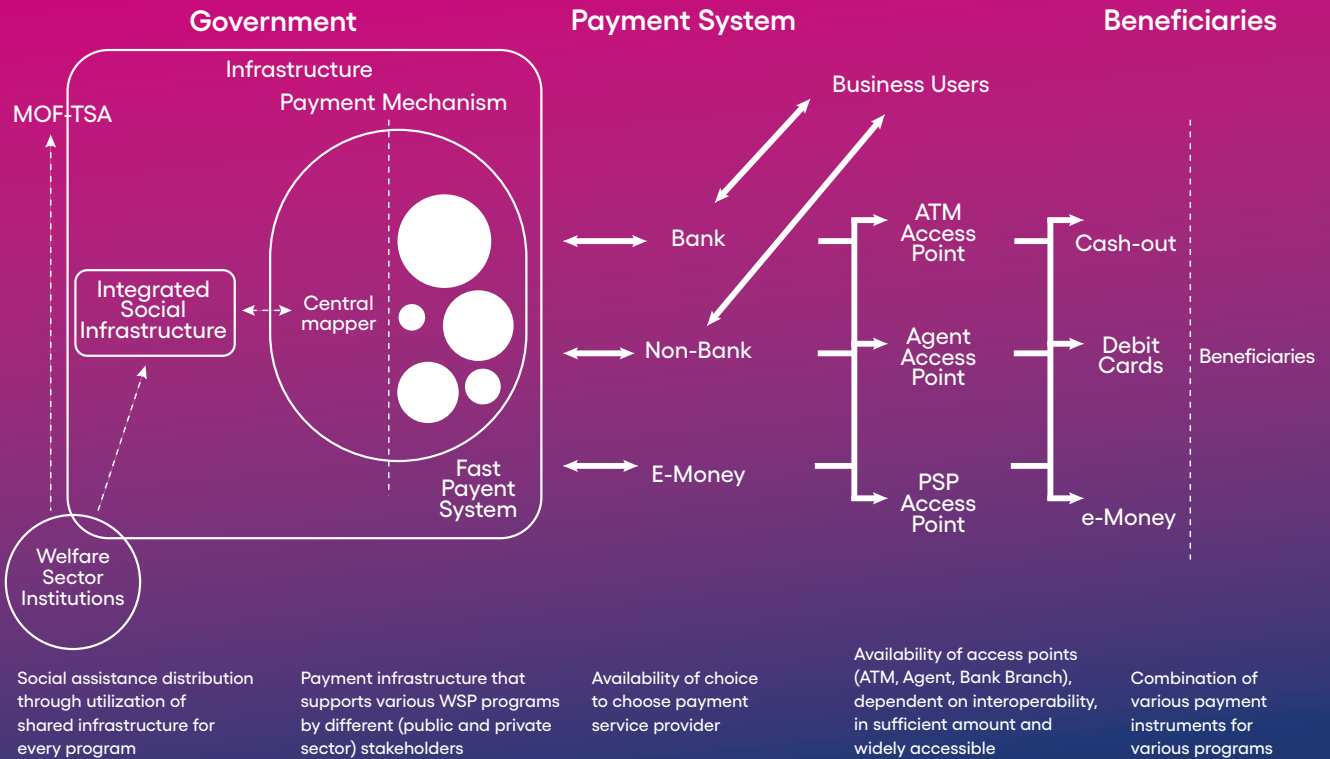 Government
Payment System
Beneficiaries
Infrastructure
Payment Mechanism
MOF-TSA
Business Users
Integrated
Social
Infrastructure
Central
mapper
Fast
Payent
System
Welfare
Sector
Institutions
Bank
Non-Bank
E-Money
ATM
Access
Point
Agent
Access
Point
PSP
Access
Point
Cash-out
Debit
Cards
e-Money
Beneficiaries
Social assistance distribution
through utilization of
shared infrastructure for
every program
Payment infrastructure that
supports various WSP programs
by different (public and private
sector) stakeholders
Availability of choice
to choose payment
service provider
Availability of access points
(ATM, Agent, Bank Branch),
dependent on interoperability,
in sufficient amount and
widely accessible
Combination of
various payment
instruments for
various programs